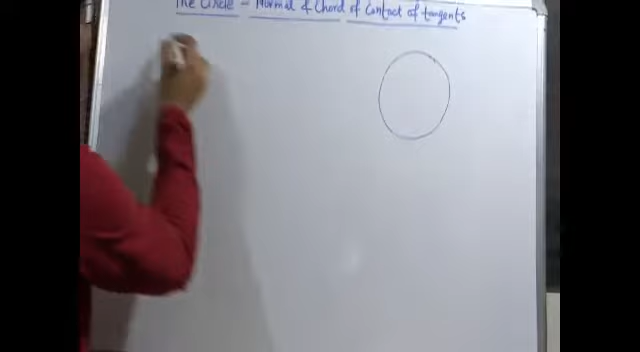 The Circle - Normal & Chord of Contact of tangents